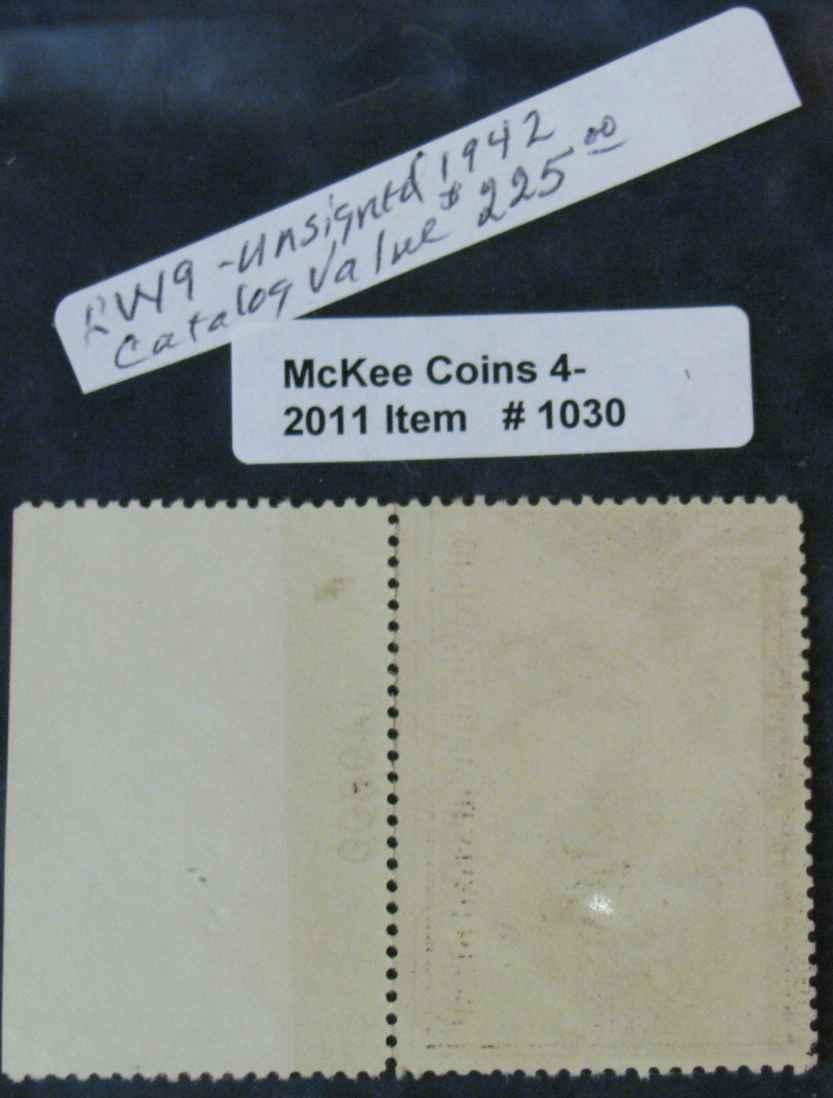 RW9 - unsigned 1942
Catalog Value $225.00
McKee Coins 4-
2011 Item # 1030